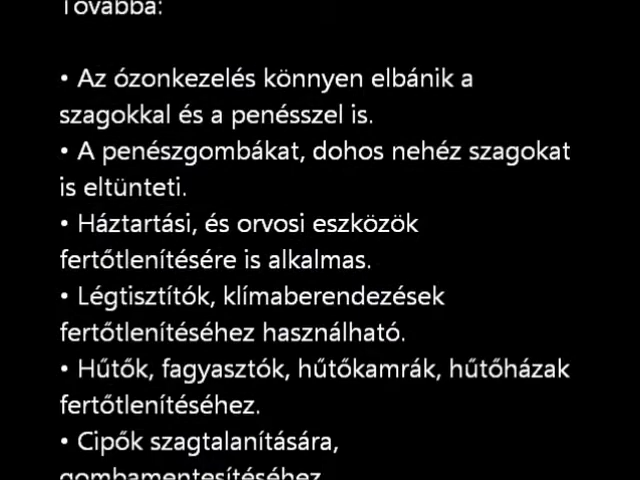 Továbbá:
• Az ózonkezelés könnyen elbánik a
szagokkal és a penésszel is.
• A penészgombákat, dohos nehéz szagokat
is eltünteti.
• Háztartási, és orvosi eszközök
fertőtlenítésére is alkalmas.
• Légtisztítók, klímaberendezések
fertőtlenítéséhez használható.
• Hűtők, fagyasztók, hűtőkamrák, hűtőházak
fertőtlenítéséhez.
• Cipők szagtalanítására,
gombamentesítéséhez